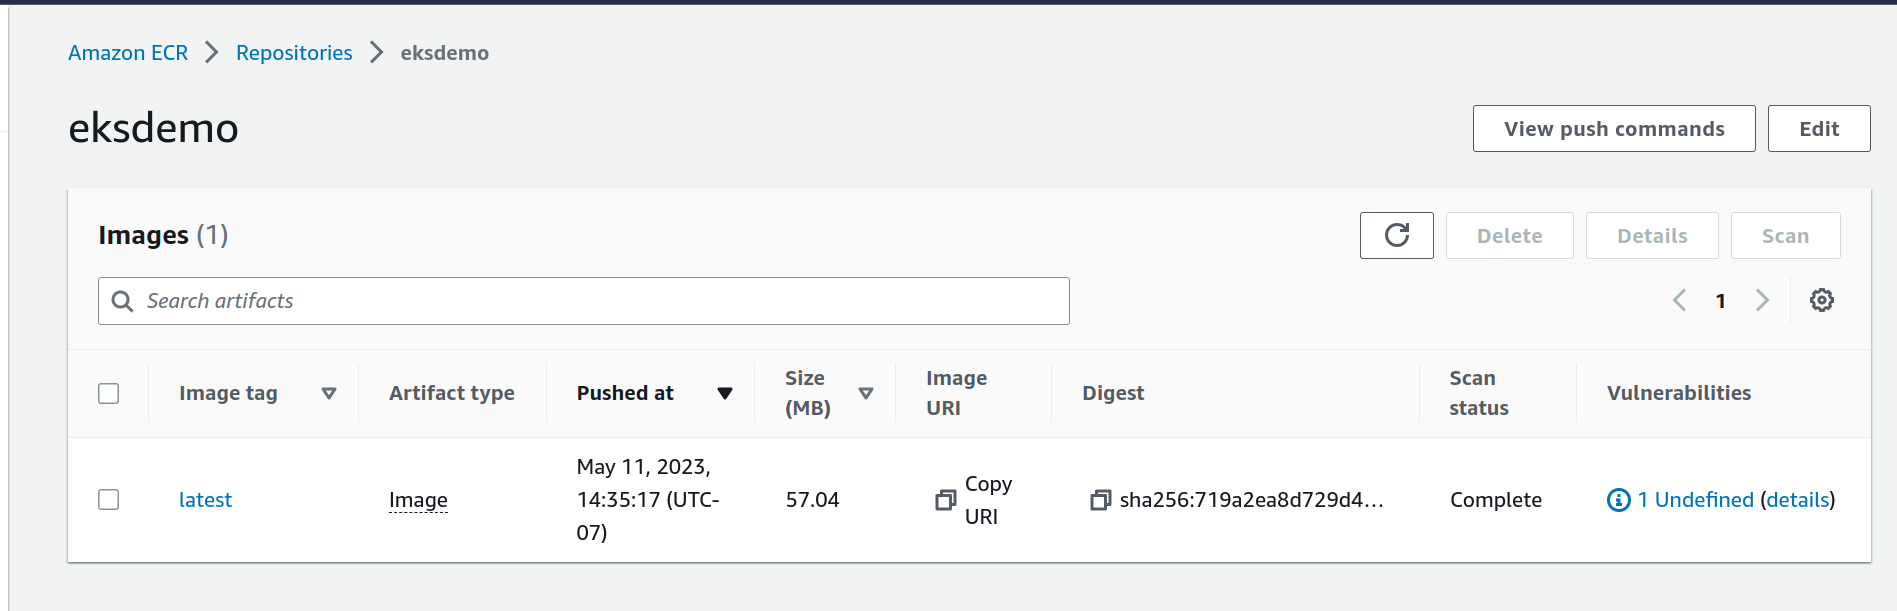 Amazon ECR > Repositories > eksdemo
eksdemo
View push commands
Edit
Images (1)
Delete
Details
Scan
Search artifacts
1
Image tag
Artifact type
Pushed at
Size
(MB)
Image
URI
Digest
Scan
status
Vulnerabilities
latest
Image
May 11, 2023,
14:35:17 (UTC-
07)
57.04
Copy
URI
sha256:719a2ea8d729d4...
Complete
1 Undefined (details)